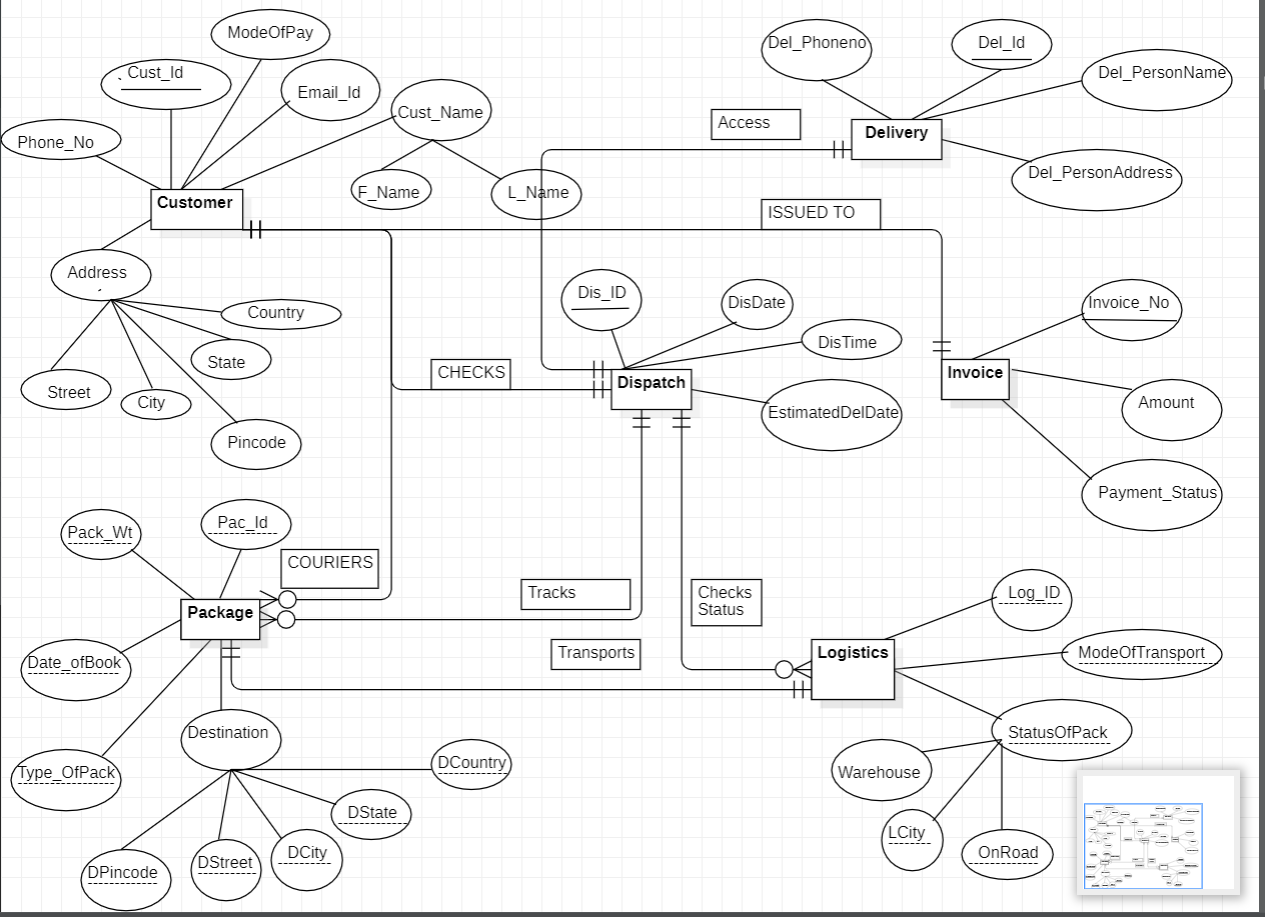 ModeOfPay
Cust_Id
Email_Id
Cust_Name
Phone_No
F_Name
L_Name
Customer
Address
Country
State
Street
City
Pincode
Del_Phoneno
Del_Id
Del_PersonName
Access
Delivery
Del_PersonAddress
ISSUED TO
Dis_ID
DisDate
DisTime
CHECKS
Dispatch
EstimatedDelDate
Invoice_No
Invoice
Amount
Payment_Status
Pack_Wt
Pac_Id
COURIERS
Package
Tracks
Checks
Status
Transports
Date_ofBook
Destination
Type_OfPack
DCountry
DState
DCity
DStreet
DPincode
Log_ID
Logistics
ModeOfTransport
StatusOfPack
Warehouse
LCity
OnRoad